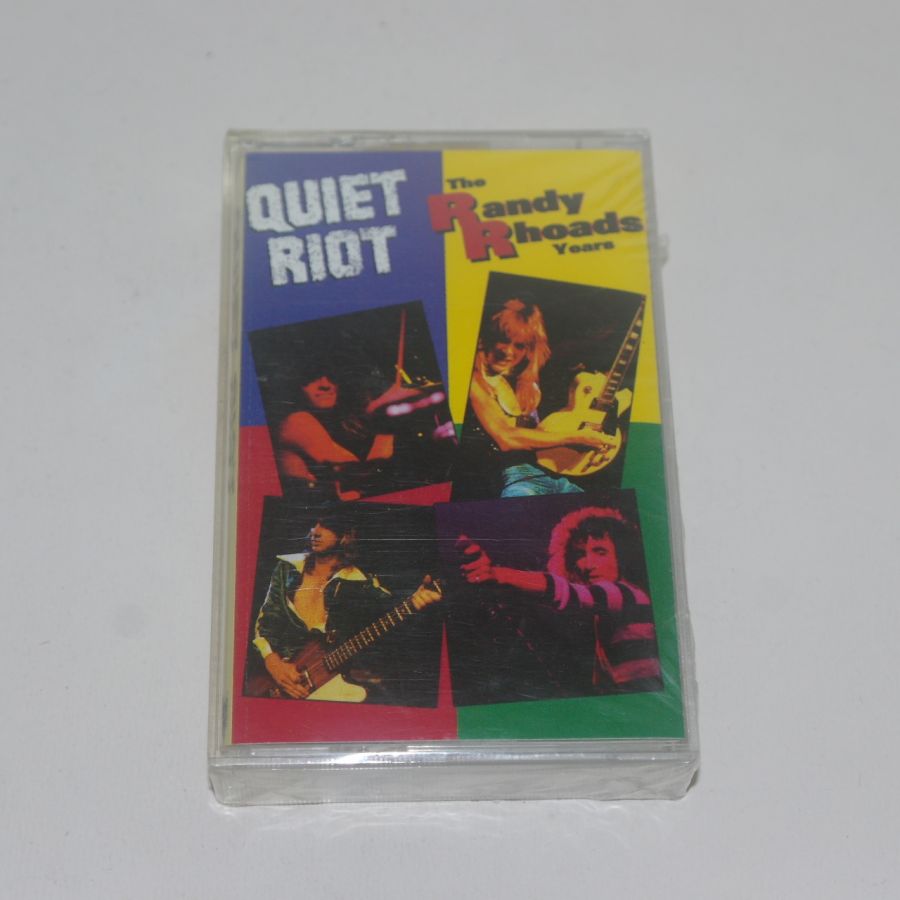 QUIET
RIOT
The
Randy
Rhoads
Years